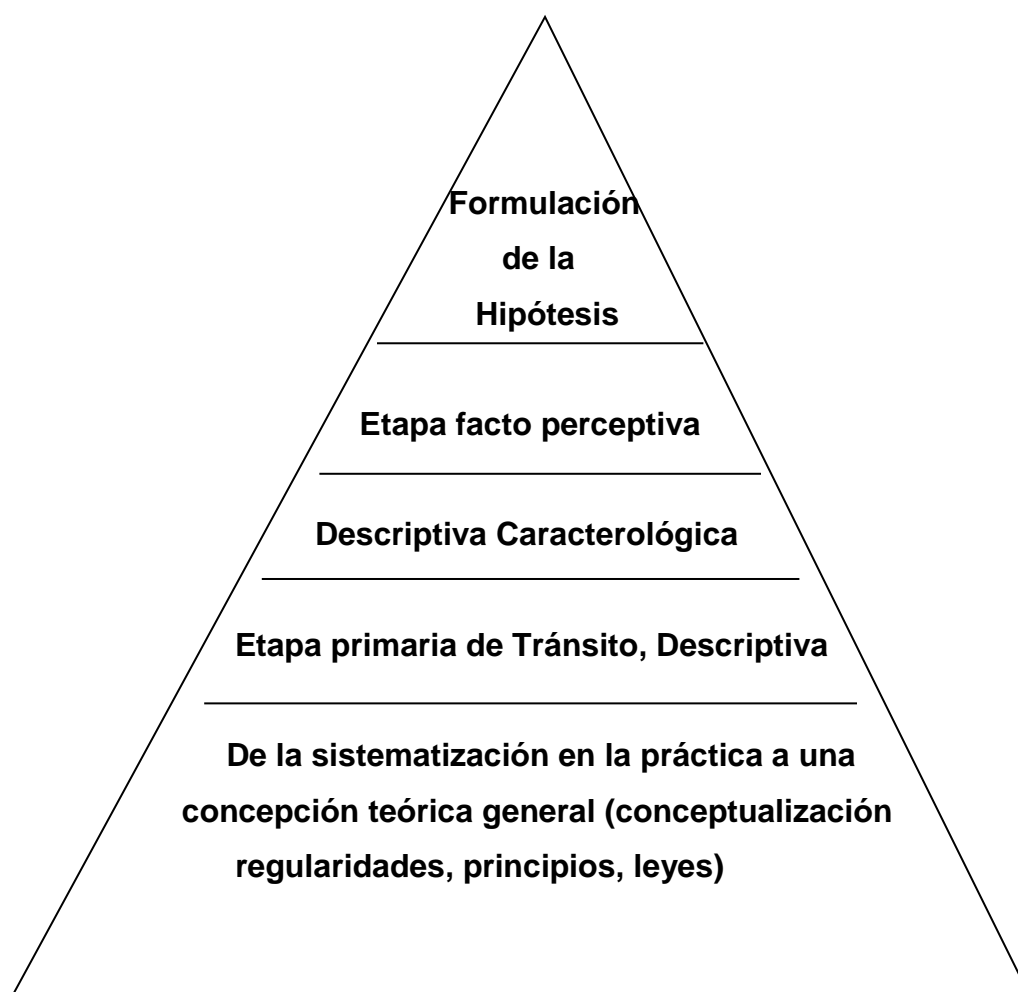 Formulación
de la
Hipótesis
Etapa facto perceptiva
Descriptiva Caracterológica
Etapa primaria de Tránsito, Descriptiva
De la sistematización en la práctica a una
concepción teórica general (conceptualización
regularidades, principios, leyes)